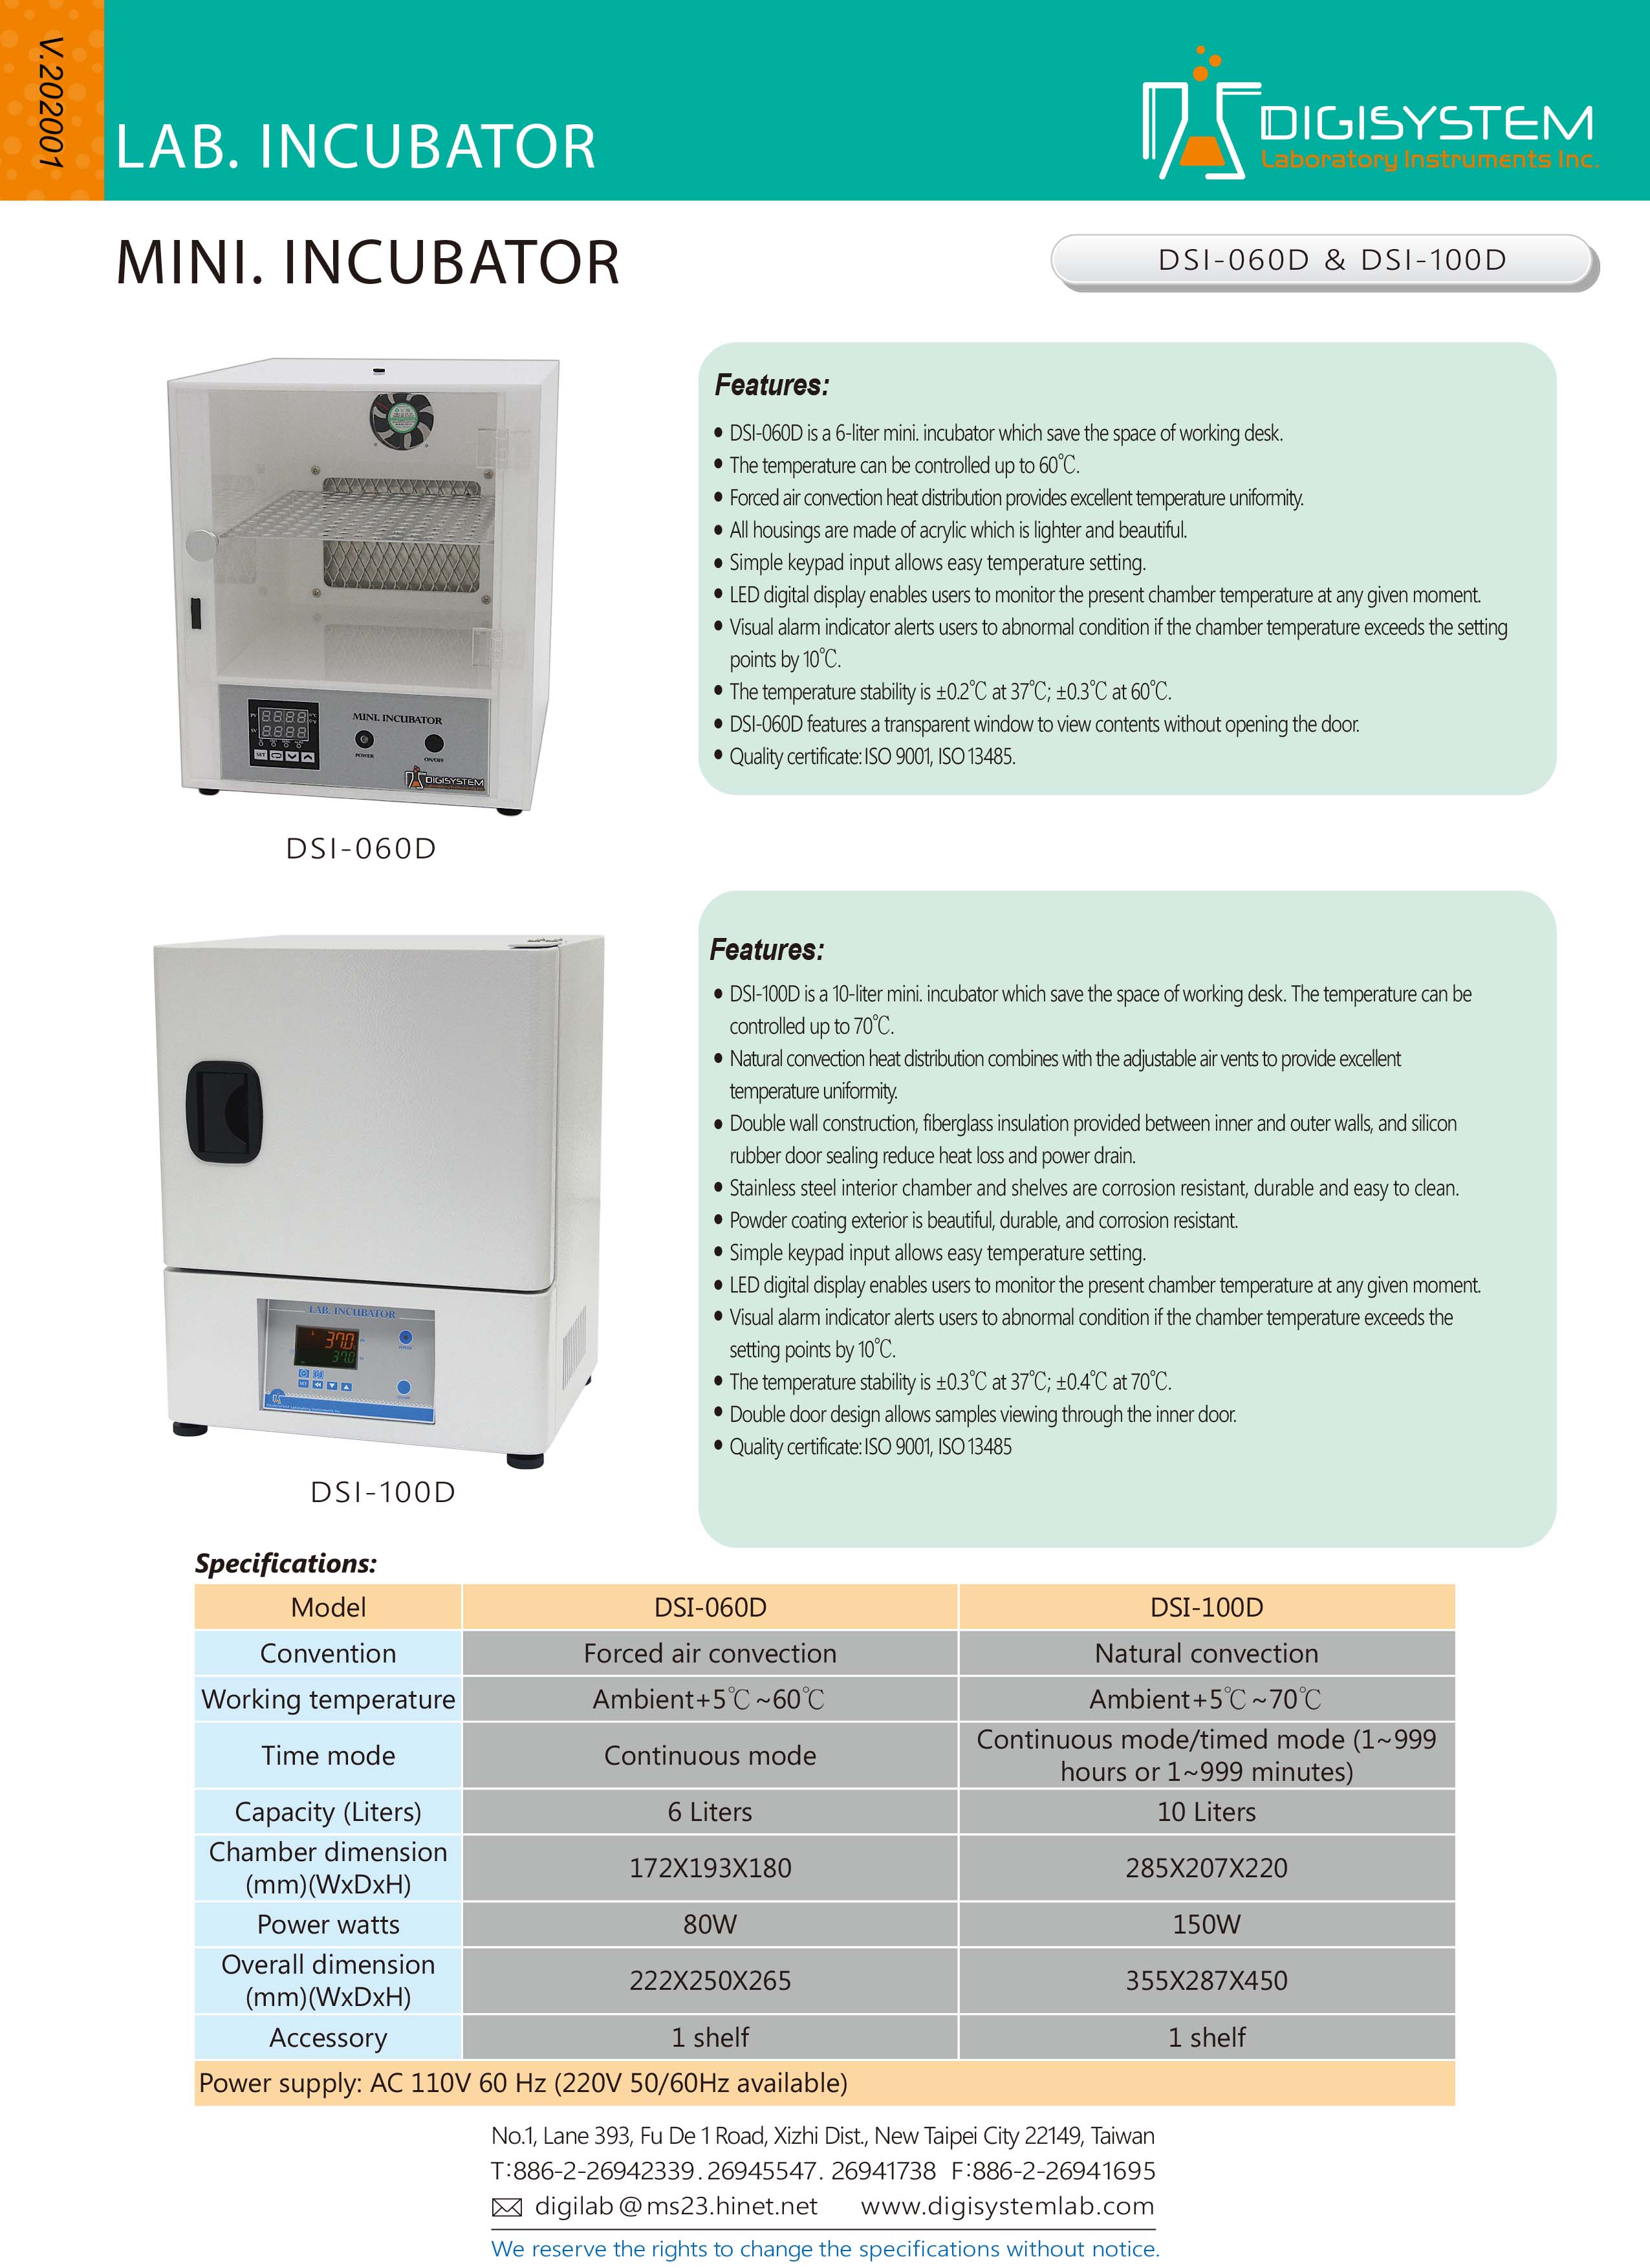 V.202001
LAB. INCUBATOR
DIGISYSTEM
Laboratory Instruments Inc.
MINI. INCUBATOR
DSI-060D & DSI-100D
MINI. INCUBATOR
POWER
ON/OFF
SET
DIGISYSTEM
DSI-060D
Features:
• DSI-060D is a 6-liter mini. incubator which save the space of working desk.
• The temperature can be controlled up to 60℃.
• Forced air convection heat distribution provides excellent temperature uniformity.
• All housings are made of acrylic which is lighter and beautiful.
• Simple keypad input allows easy temperature setting.
• LED digital display enables users to monitor the present chamber temperature at any given moment.
• Visual alarm indicator alerts users to abnormal condition if the chamber temperature exceeds the setting
points by 10℃.
• The temperature stability is ±0.2℃ at 37℃; ±0.3℃ at 60℃.
• DSI-060D features a transparent window to view contents without opening the door.
• Quality certificate: ISO 9001, ISO 13485.
LAB. INCUBATOR
37.0
37.0
SET
DSI-100D
Features:
• DSI-100D is a 10-liter mini. incubator which save the space of working desk. The temperature can be
controlled up to 70℃.
• Natural convection heat distribution combines with the adjustable air vents to provide excellent
temperature uniformity.
• Double wall construction, fiberglass insulation provided between inner and outer walls, and silicon
rubber door sealing reduce heat loss and power drain.
• Stainless steel interior chamber and shelves are corrosion resistant, durable and easy to clean.
• Powder coating exterior is beautiful, durable, and corrosion resistant.
• Simple keypad input allows easy temperature setting.
• LED digital display enables users to monitor the present chamber temperature at any given moment.
• Visual alarm indicator alerts users to abnormal condition if the chamber temperature exceeds the
setting points by 10℃.
• The temperature stability is ±0.3℃ at 37℃; ±0.4℃ at 70℃.
• Double door design allows samples viewing through the inner door.
• Quality certificate: ISO 9001, ISO 13485
Specifications:
Model DSI-060D DSI-100D
Convention Forced air convection Natural convection
Working temperature Ambient+5℃ ~60℃ Ambient+5℃ ~70℃
Time mode Continuous mode Continuous mode/timed mode (1~999
hours or 1~999 minutes)
Capacity (Liters) 6 Liters 10 Liters
Chamber dimension
(mm)(WxDxH) 172X193X180 285X207X220
Power watts 80W 150W
Overall dimension
(mm)(WxDxH) 222X250X265 355X287X450
Accessory 1 shelf 1 shelf
Power supply: AC 110V 60 Hz (220V 50/60Hz available)
No.1, Lane 393, Fu De 1 Road, Xizhi Dist., New Taipei City 22149, Taiwan
T:886-2-26942339. 26945547. 26941738 F:886-2-26941695
digilab@ms23.hinet.net www.digisystemlab.com
We reserve the rights to change the specifications without notice.